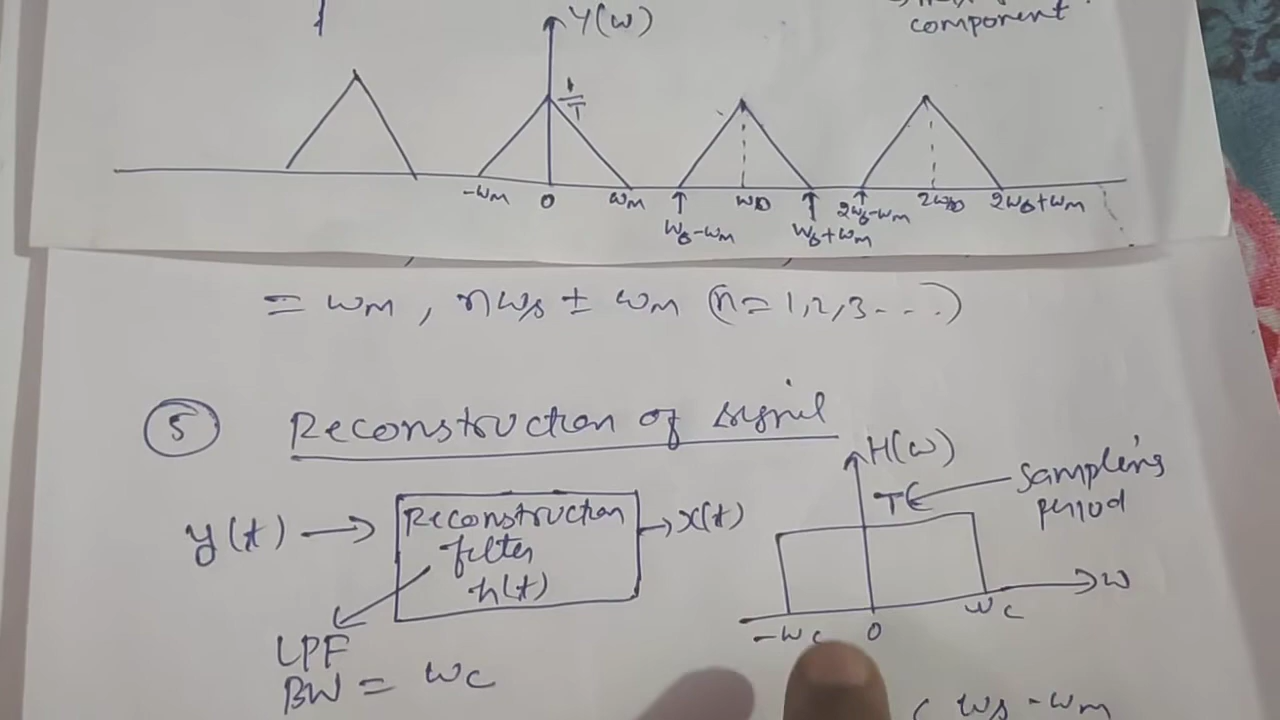 component
Y(ω)
1/T
-ωm 0 ωm ωs 2ωs 2ωs+ωm
ωs-ωm ωs+ωm 2ωs-ωm
= ωm, nωs ± ωm (n=1,2,3---)
5 Reconstruction of signal
H(ω)
T ← Sampling
period
y(t) → Reconstruction → x(t)
filter
h(t)
-ωc 0 ωc → ω
LPF
BW = ωc
( ωs-ωm